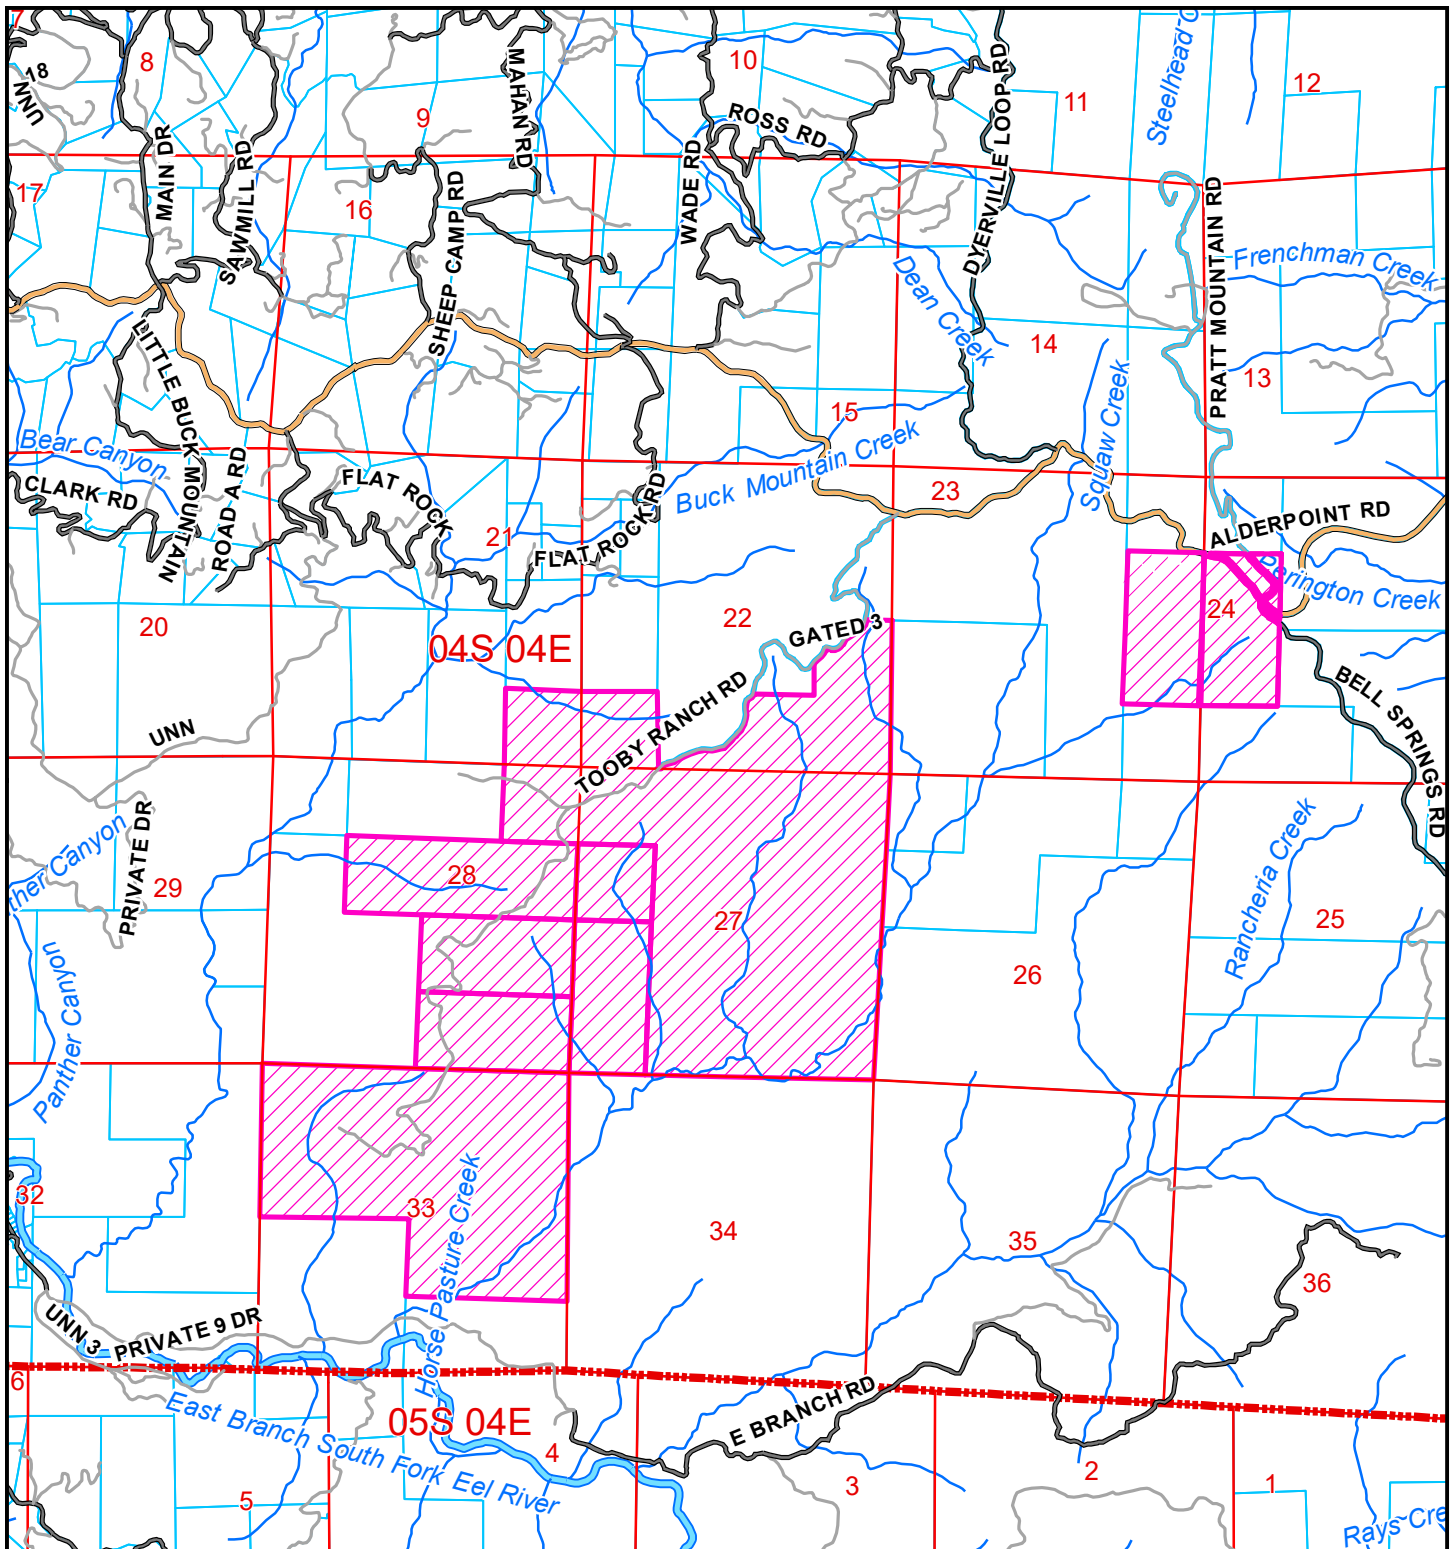 7
8
18
UNN
MAIN DR
SAWMILL RD
9
MAHAN RD
10
ROSS RD
WADE RD
DYERVILLE LOOP RD
11
12
17
16
SHEEP CAMP RD
Dean Creek
14
PRATT MOUNTAIN RD
Frenchman Creek
13
LITTLE BUCK MOUNTAIN
Bear Canyon
CLARK RD
ROAD A RD
FLAT ROCK
21
FLAT ROCK RD
15
Buck Mountain Creek
23
Squaw Creek
ALDERPOINT RD
Perington Creek
24
20
04S 04E
22
GATED 3
TOOBY RANCH RD
UNN
BELL SPRINGS RD
PRIVATE DR
29
28
27
26
25
Rancheria Creek
Panther Canyon
32
33
Horse Pasture Creek
34
35
36
UNN 3
PRIVATE 9 DR
6
05S 04E
East Branch South Fork Eel River
E BRANCH RD
5
4
3
2
1